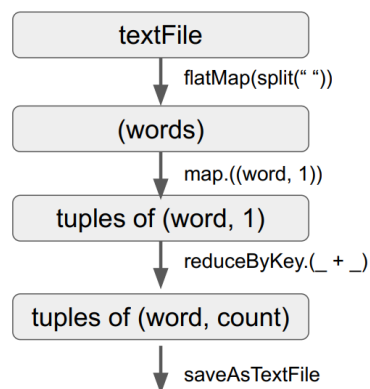 textFile
flatMap(split(“ “))
(words)
map.((word, 1))
tuples of (word, 1)
reduceByKey.(_ + _)
tuples of (word, count)
saveAsTextFile